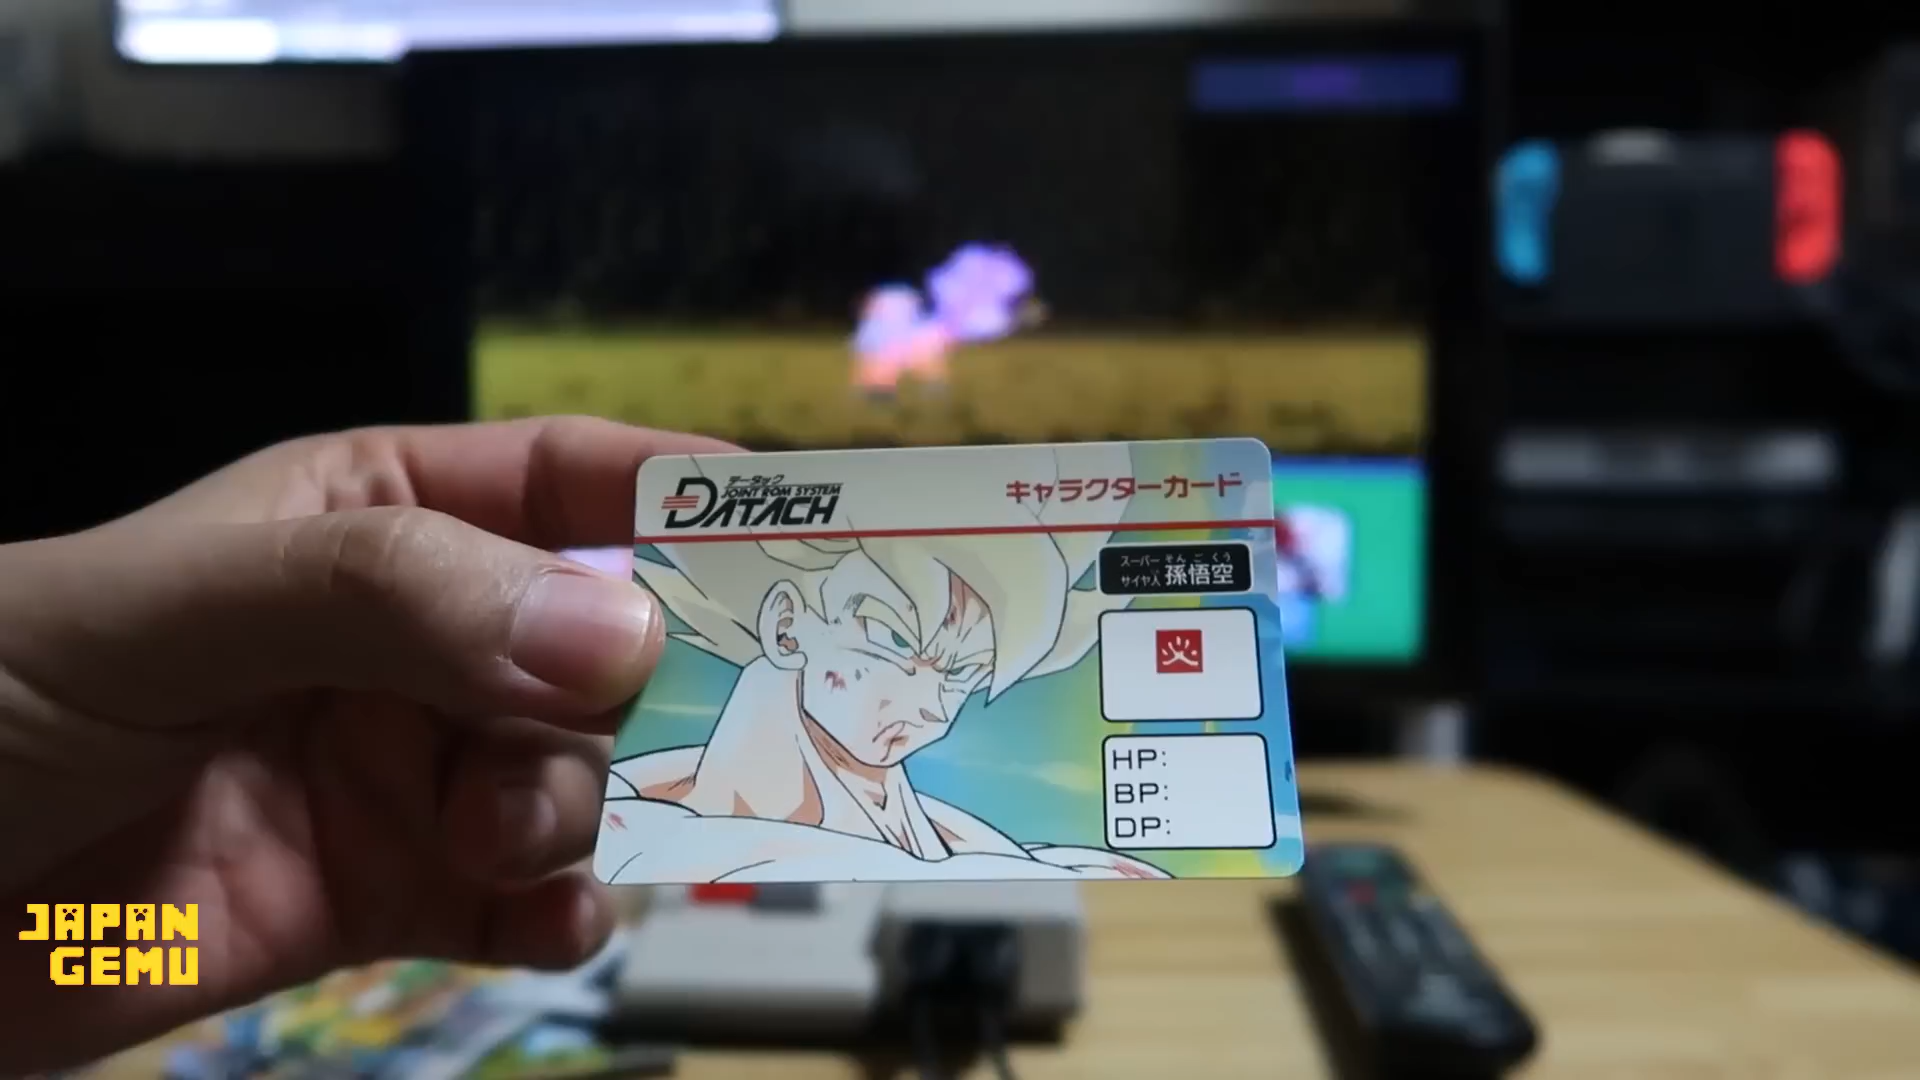 データック
JOINT ROM SYSTEM
DATACH
キャラクターカード
スーパー そんごくう
サイヤ人 孫悟空
火
HP:
BP:
DP:
JAPAN
GEMU